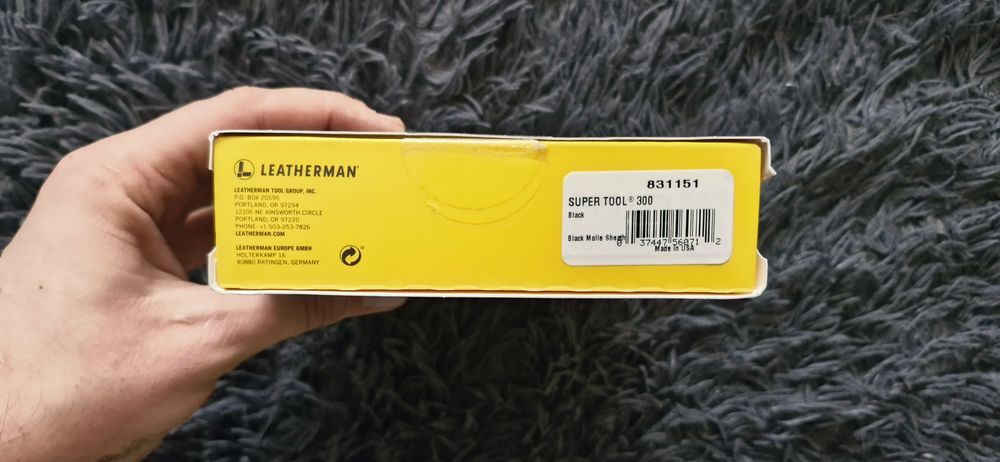 LEATHERMAN®
LEATHERMAN TOOL GROUP, INC.
P.O. BOX 20595
PORTLAND, OR 97294
12106 NE AINSWORTH CIRCLE
PORTLAND, OR 97220
PHONE: +1 503-253-7826
LEATHERMAN.COM
LEATHERMAN EUROPE GMBH
HOLTERKAMP 16
40880 RATINGEN, GERMANY
831151
SUPER TOOL® 300
Black
Black Molle Sheath
0 37447 56071 2
Made in USA